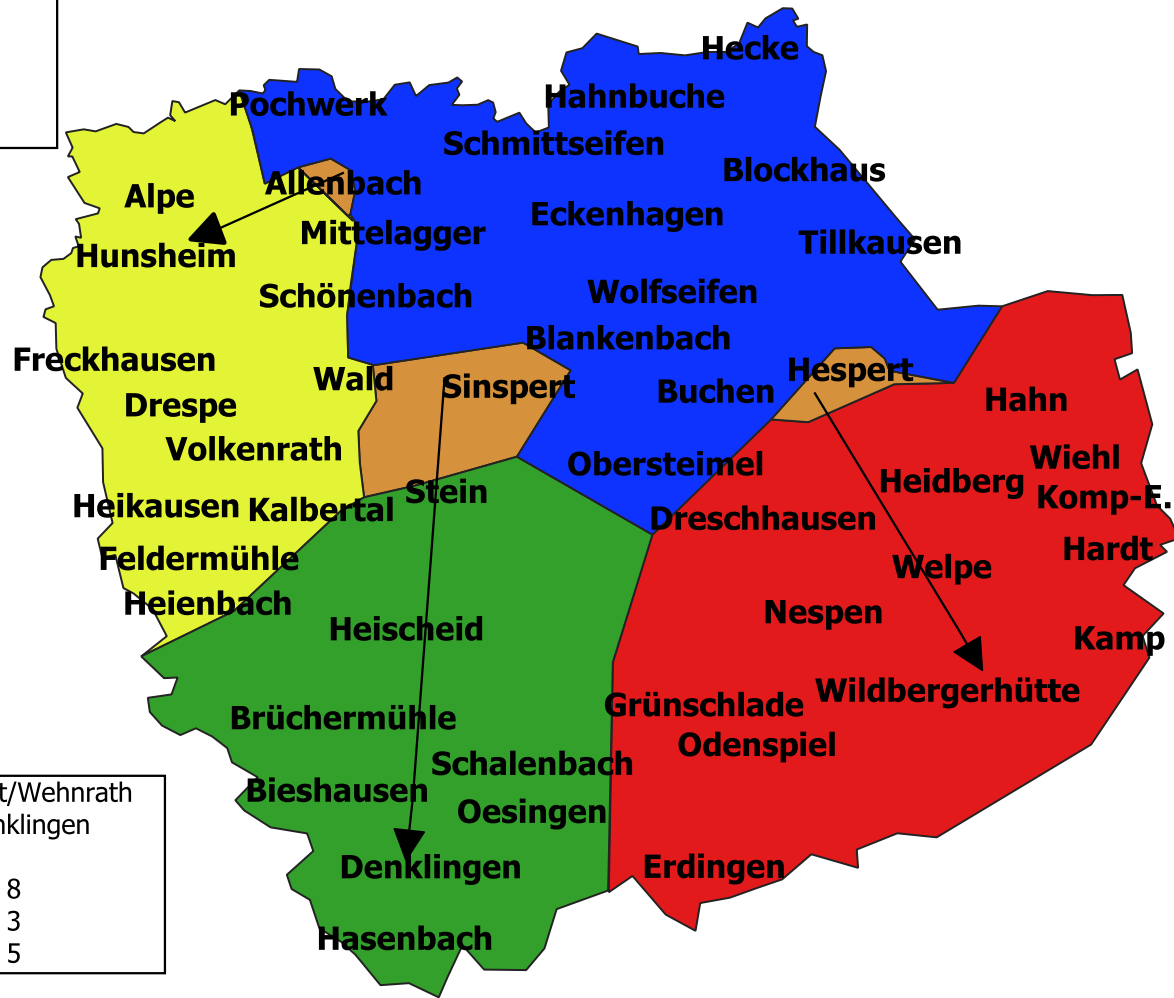 Hecke
Hahnbuche
Pochwerk
Schmittseifen
Blockhaus
Allenbach
Alpe
Eckenhagen
Mittelagger
Tillkausen
Hunsheim
Wolfseifen
Schönenbach
Blankenbach
Freckhausen
Hespert
Wald
Sinspert
Buchen
Hahn
Drespe
Volkenrath
Wiehl
Obersteimel
Heidberg
Stein
Komp-E.
Heikausen
Kalbertal
Dreschhausen
Hardt
Feldermühle
Welpe
Heienbach
Nespen
Heischeid
Kamp
Wildbergerhütte
Grünschlade
Brüchermühle
Odenspiel
Schalenbach
Bieshausen
t/Wehnrath
Oesingen
nklingen
Denklingen
Erdingen
8
3
Hasenbach
5